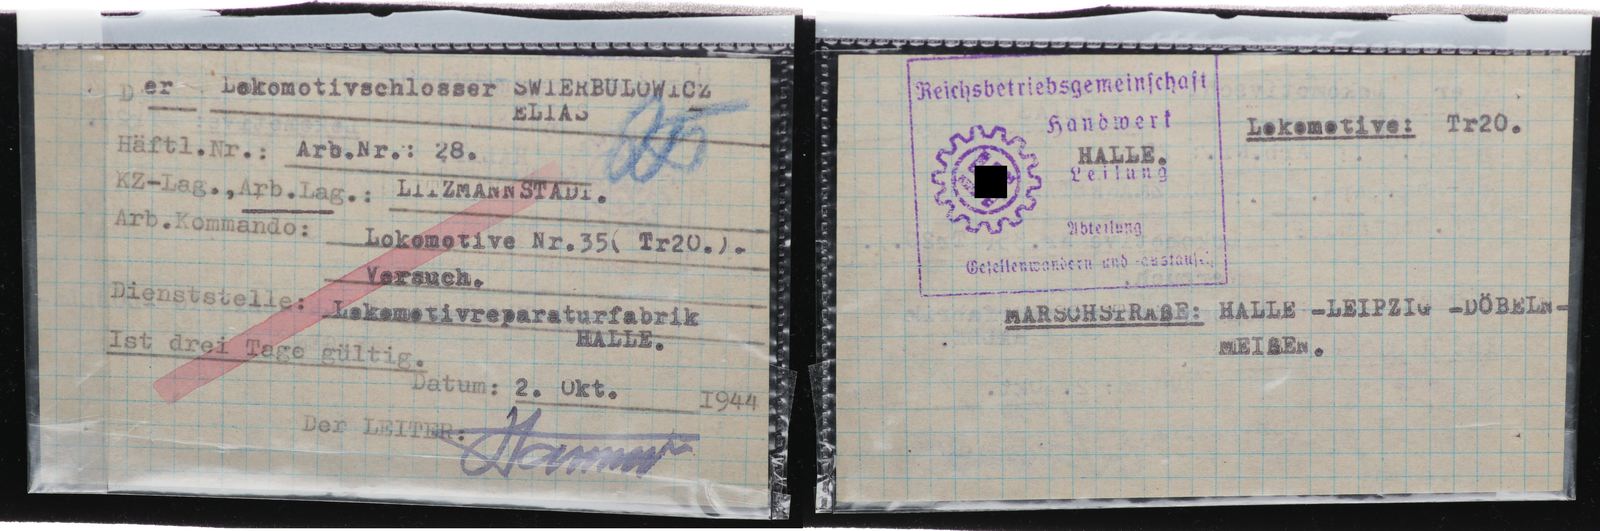 Der Lokomotivschlosser SWIERBULOWICZ
ELIAS
Häftl.Nr.: Arb.Nr.: 28.
KZ-Lag.,Arb.Lag.: LITZMANNSTADT.
Arb.Kommando: Lokomotive Nr.35( Tr20.).
Versuch.
Dienststelle: Lokomotivreparaturfabrik
HALLE.
Ist drei Tage gültig.
Datum: 2. Okt. 1944
Der LEITER:
Reichsbetriebsgemeinschaft
Handwerk
HALLE.
Leitung
Abteilung
Gesellenwandern und -austausch
Lokomotive: Tr20.
MARSCHSTRAßE: HALLE -LEIPZIG -DÖBELN-
MEIßEN.